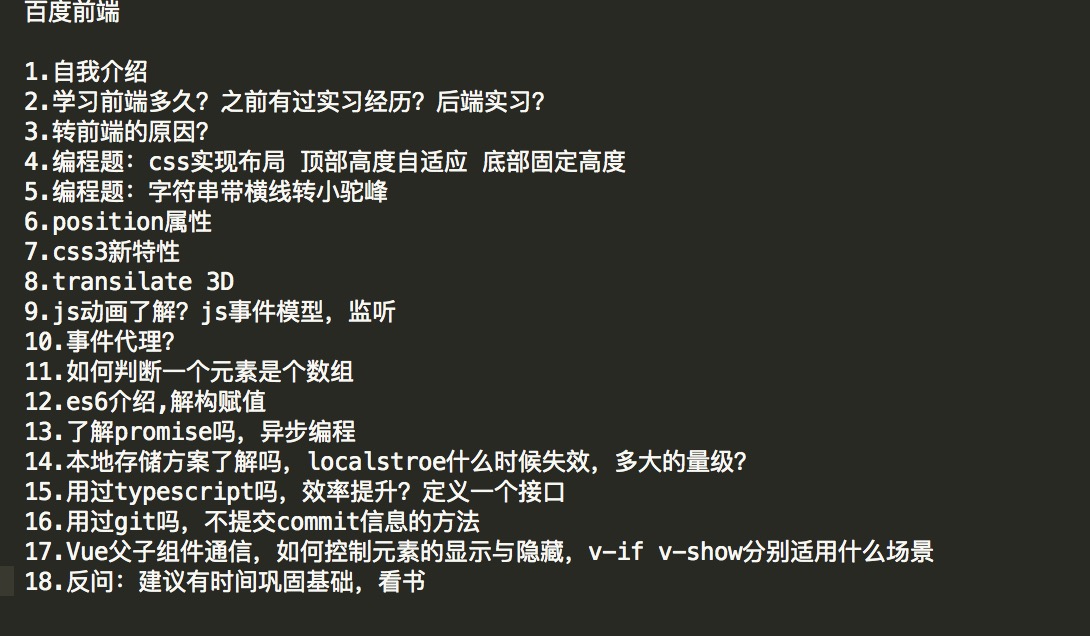 百度前端
1.自我介绍
2.学习前端多久？之前有过实习经历？后端实习？
3.转前端的原因？
4.编程题：css实现布局 顶部高度自适应 底部固定高度
5.编程题：字符串带横线转小驼峰
6.position属性
7.css3新特性
8.transilate 3D
9.js动画了解？js事件模型，监听
10.事件代理？
11.如何判断一个元素是个数组
12.es6介绍,解构赋值
13.了解promise吗，异步编程
14.本地存储方案了解吗，localstroe什么时候失效，多大的量级？
15.用过typescript吗，效率提升？定义一个接口
16.用过git吗，不提交commit信息的方法
17.Vue父子组件通信，如何控制元素的显示与隐藏，v-if v-show分别适用什么场景
18.反问：建议有时间巩固基础，看书